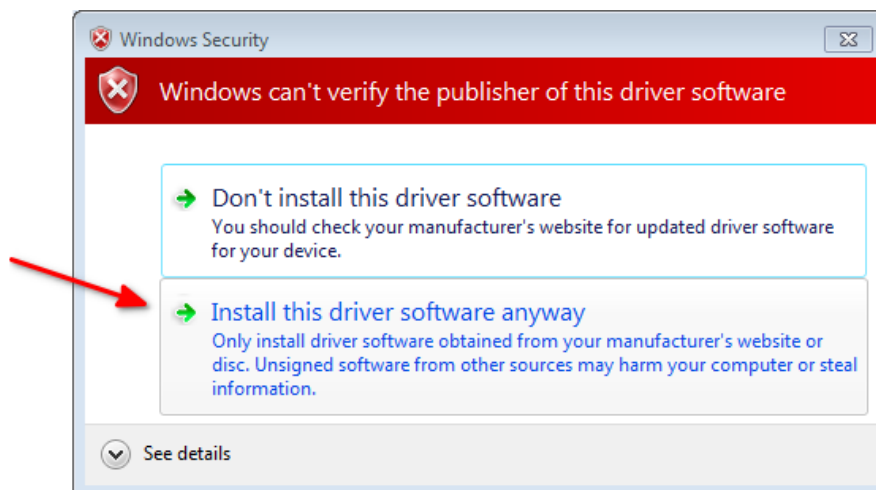 Windows Security
Windows can't verify the publisher of this driver software
Don't install this driver software
You should check your manufacturer's website for updated driver software
for your device.
Install this driver software anyway
Only install driver software obtained from your manufacturer's website or
disc. Unsigned software from other sources may harm your computer or steal
information.
See details